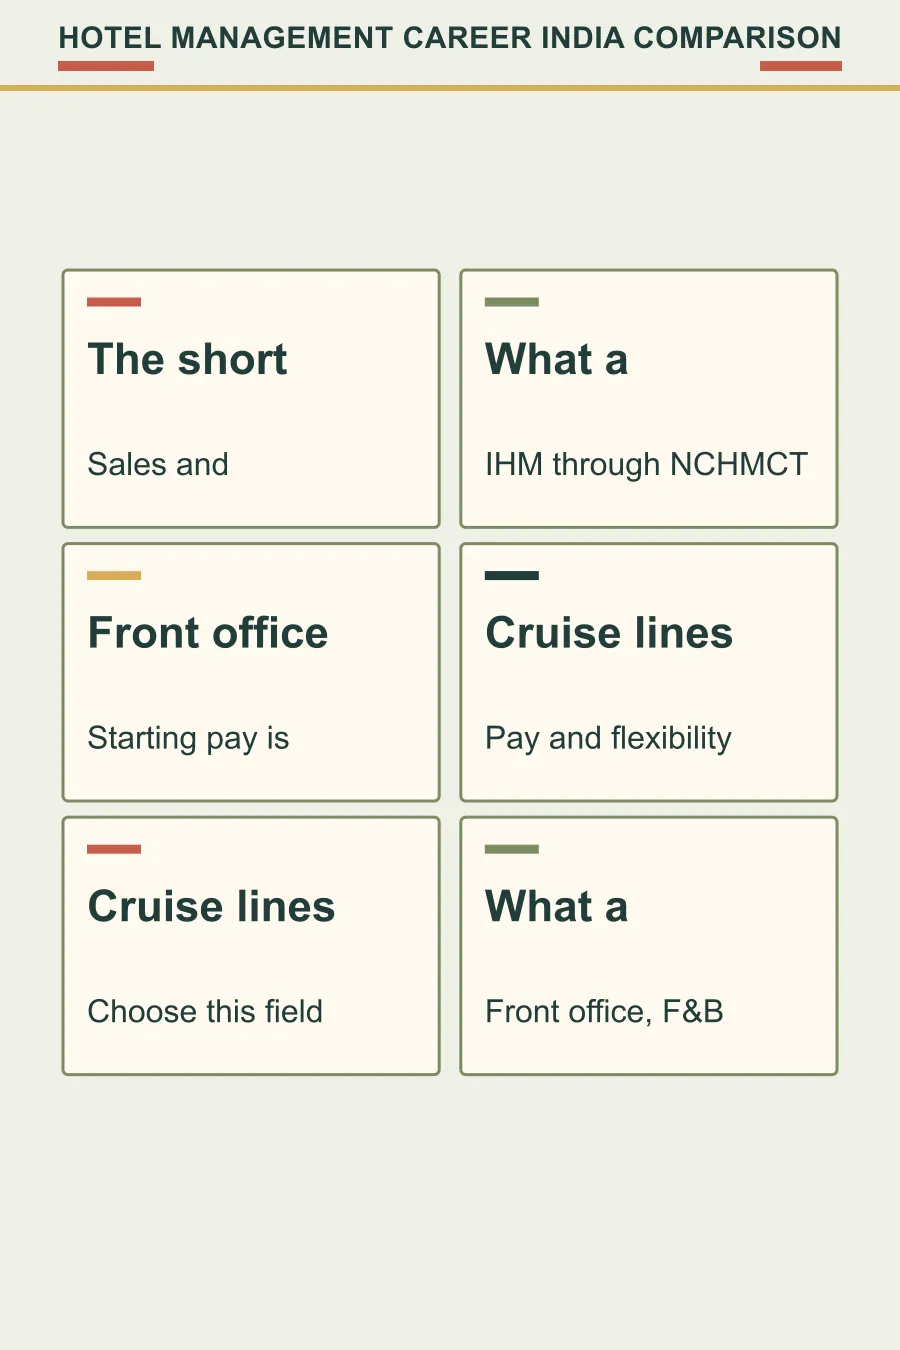 HOTEL MANAGEMENT CAREER INDIA COMPARISON
The short
Sales and
What a
IHM through NCHMCT
Front office
Starting pay is
Cruise lines
Pay and flexibility
Cruise lines
Choose this field
What a
Front office, F&B